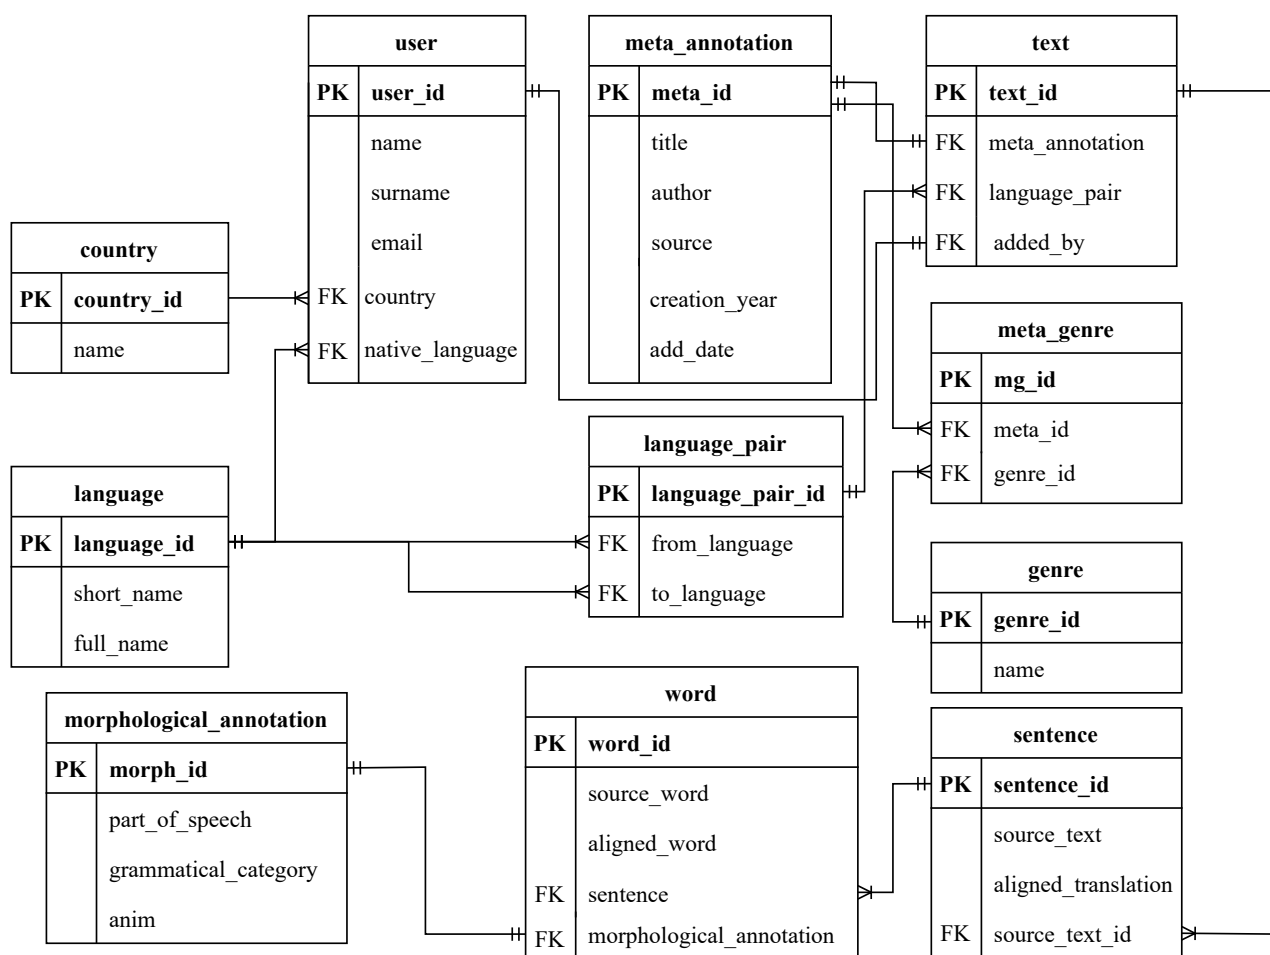 user
PK user_id
name
surname
email
FK country
FK native_language
meta_annotation
PK meta_id
title
author
source
creation_year
add_date
text
PK text_id
FK meta_annotation
FK language_pair
FK added_by
country
PK country_id
name
meta_genre
PK mg_id
FK meta_id
FK genre_id
language
PK language_id
short_name
full_name
language_pair
PK language_pair_id
FK from_language
FK to_language
genre
PK genre_id
name
morphological_annotation
PK morph_id
part_of_speech
grammatical_category
anim
word
PK word_id
source_word
aligned_word
FK sentence
FK morphological_annotation
sentence
PK sentence_id
source_text
aligned_translation
FK source_text_id